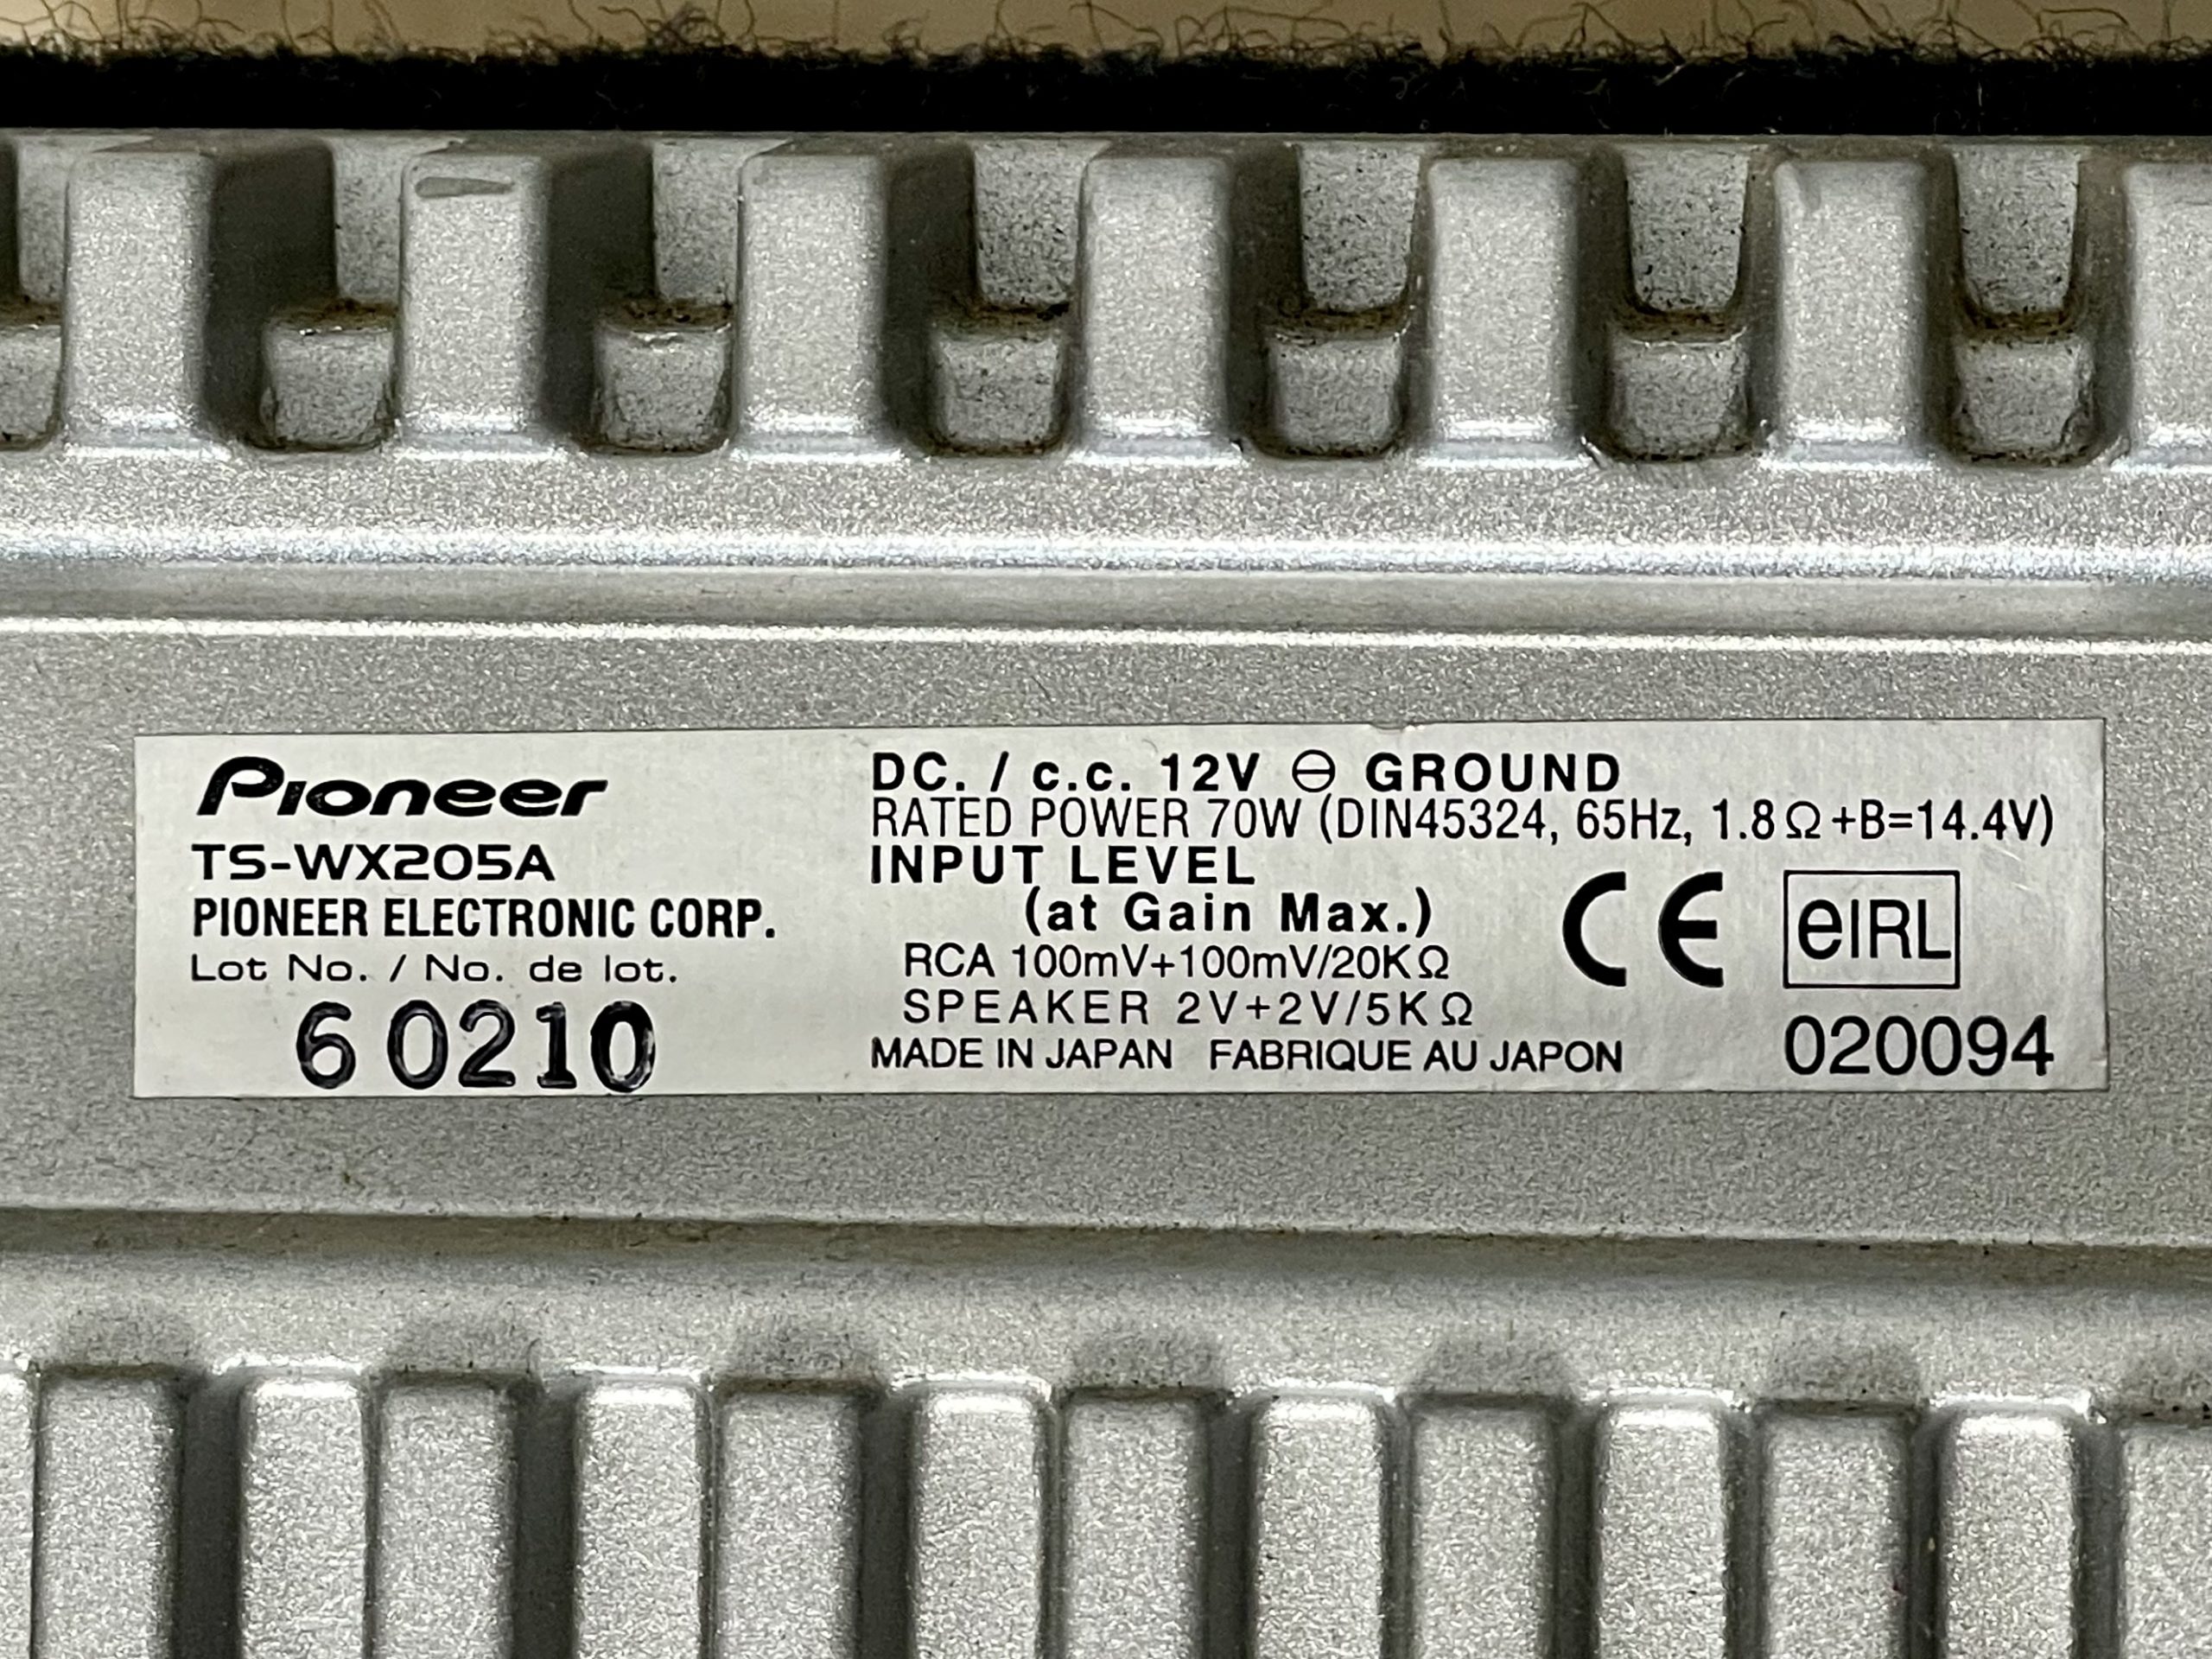 Pioneer
TS-WX205A
PIONEER ELECTRONIC CORP.
Lot No. / No. de lot.
60210
DC. / c.c. 12V ⊖ GROUND
RATED POWER 70W (DIN45324, 65Hz, 1.8Ω+B=14.4V)
INPUT LEVEL
(at Gain Max.)
RCA 100mV+100mV/20KΩ
SPEAKER 2V+2V/5KΩ
MADE IN JAPAN FABRIQUE AU JAPON
CE
eIRL
020094